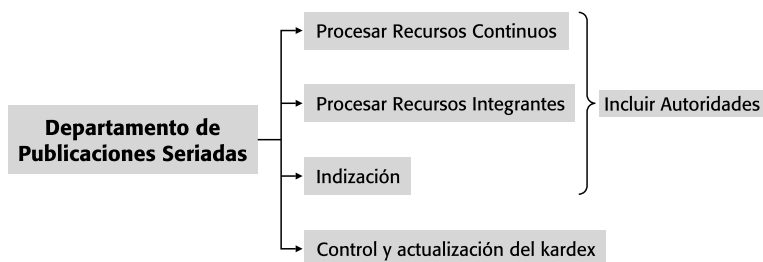 Departamento de
Publicaciones Seriadas
Procesar Recursos Continuos
Procesar Recursos Integrantes
Indización
Control y actualización del kardex
Incluir Autoridades